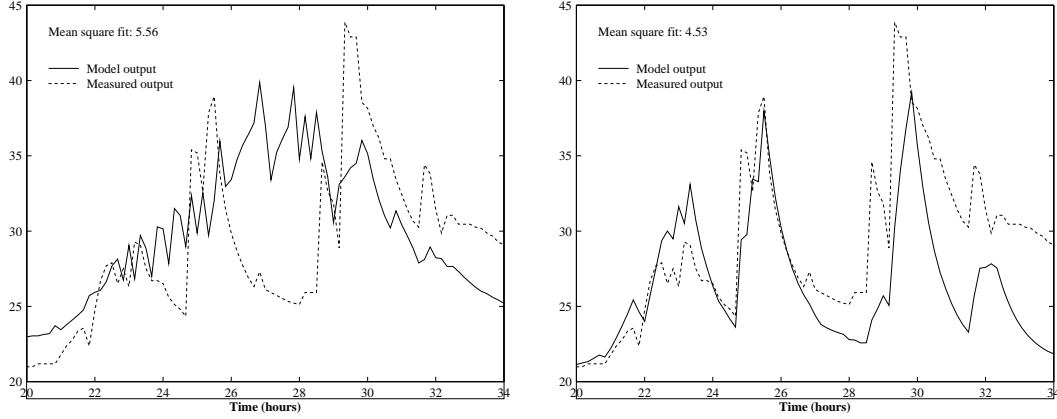 45
Mean square fit: 5.56
40
Model output
Measured output
35
30
25
20
20 22 24 26 28 30 32 34
Time (hours)
45
Mean square fit: 4.53
40
Model output
Measured output
35
30
25
20
20 22 24 26 28 30 32 34
Time (hours)